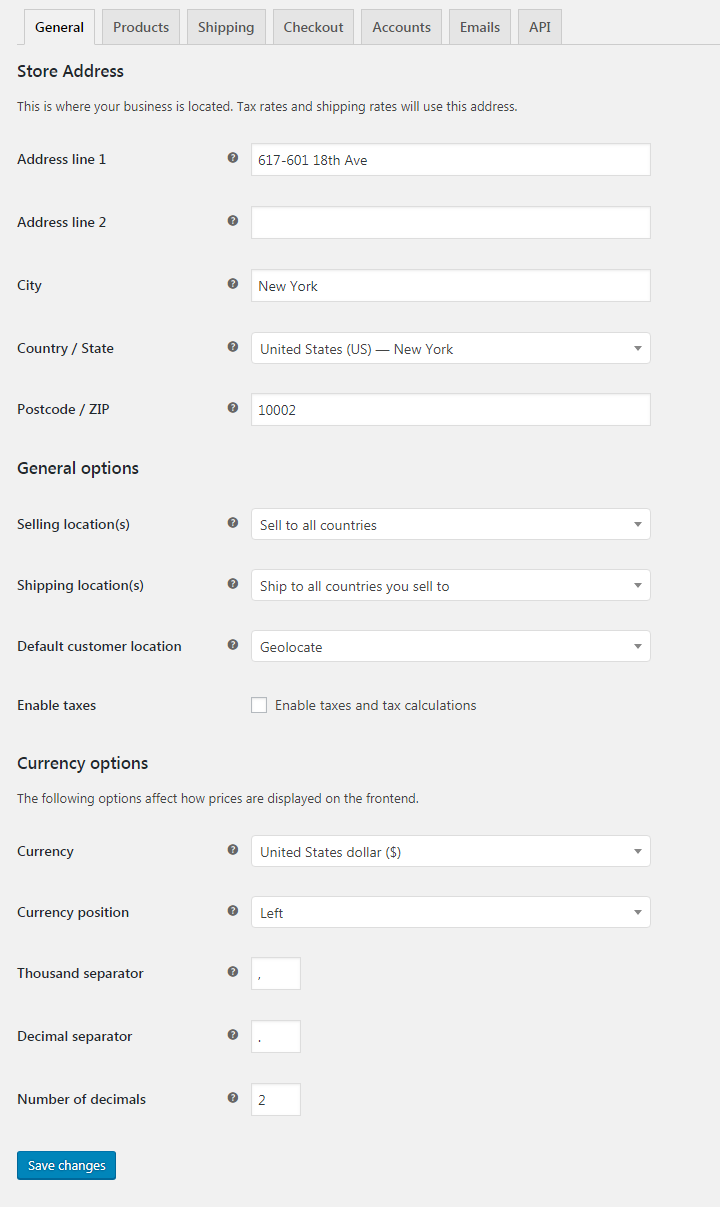 General Products Shipping Checkout Accounts Emails API
Store Address
This is where your business is located. Tax rates and shipping rates will use this address.
Address line 1 ? 617-601 18th Ave
Address line 2 ?
City ? New York
Country / State ? United States (US) — New York
Postcode / ZIP ? 10002
General options
Selling location(s) ? Sell to all countries
Shipping location(s) ? Ship to all countries you sell to
Default customer location ? Geolocate
Enable taxes Enable taxes and tax calculations
Currency options
The following options affect how prices are displayed on the frontend.
Currency ? United States dollar ($)
Currency position ? Left
Thousand separator ? ,
Decimal separator ? .
Number of decimals ? 2
Save changes